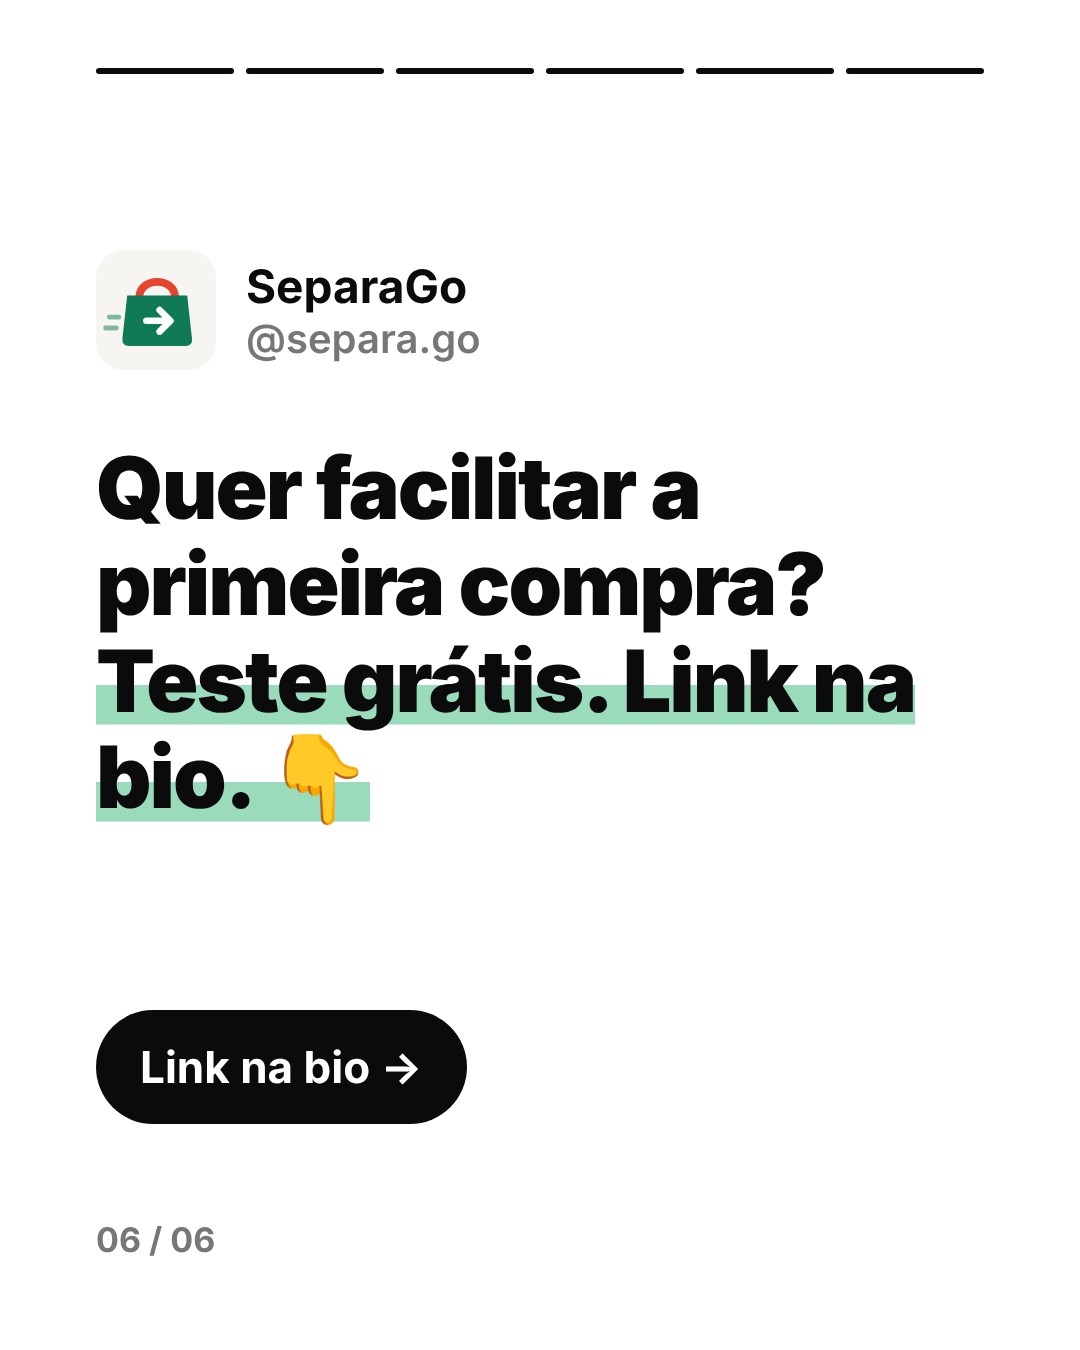 SeparaGo
@separa.go
Quer facilitar a
primeira compra?
Teste grátis. Link na
bio. 👇
Link na bio →
06 / 06